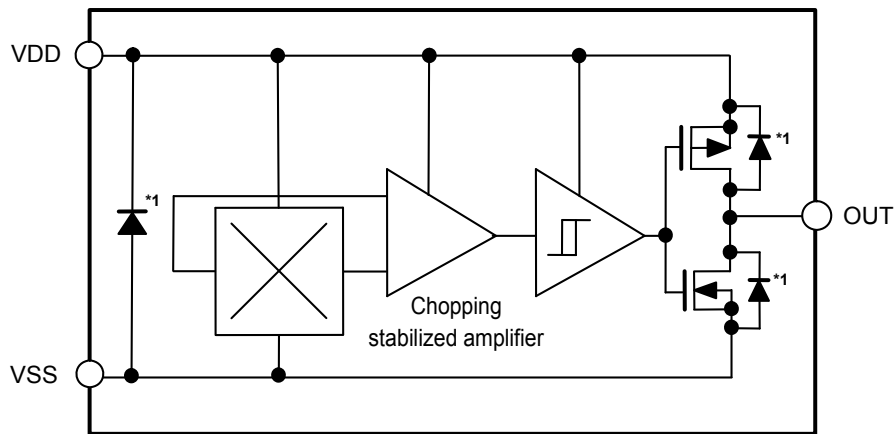 VDD
*1
*1
OUT
*1
Chopping
stabilized amplifier
VSS